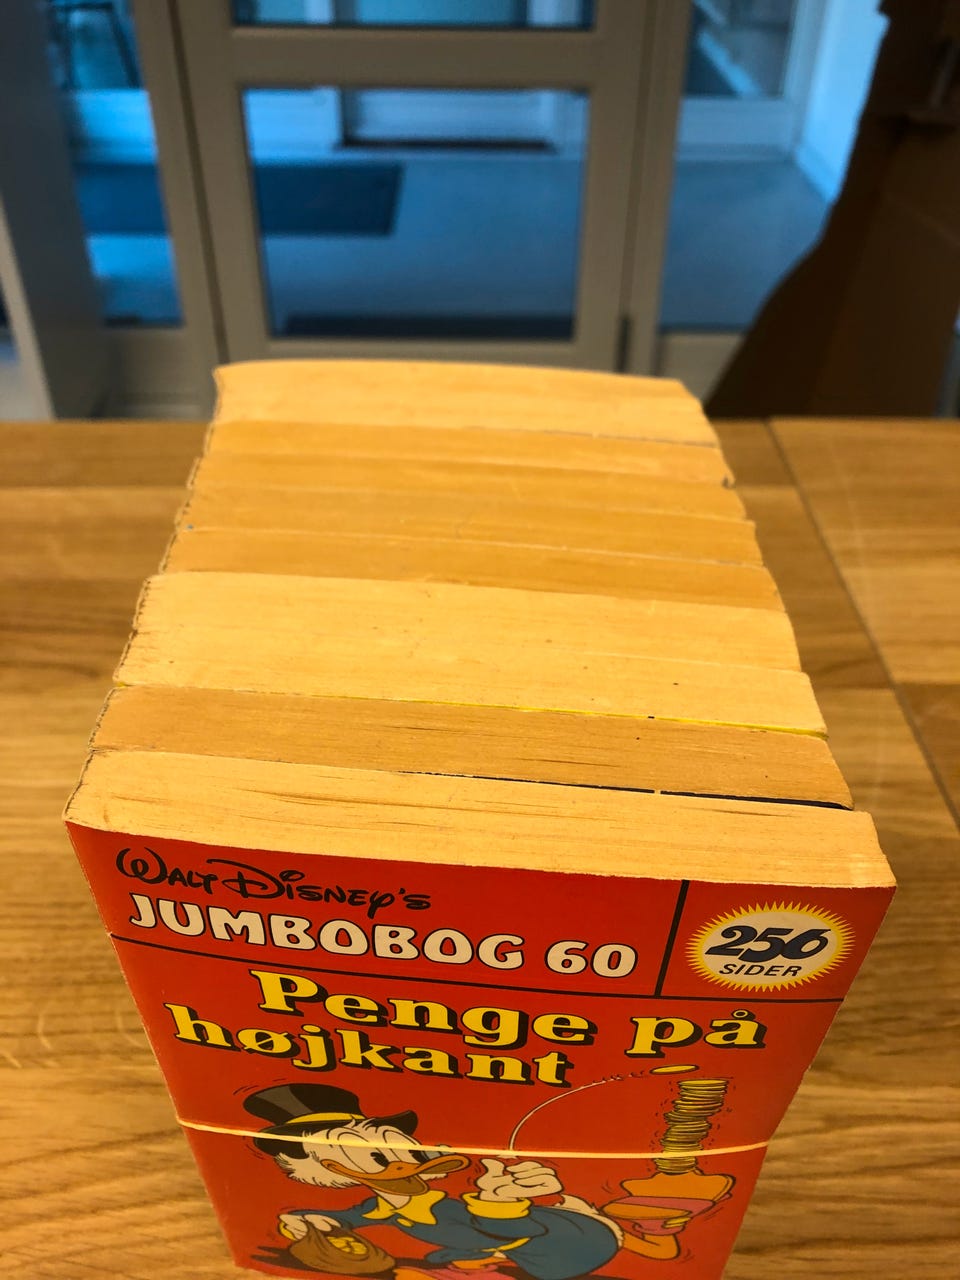 WALT DISNEY'S
JUMBOBOG 60
256
SIDER
Penge på
højkant